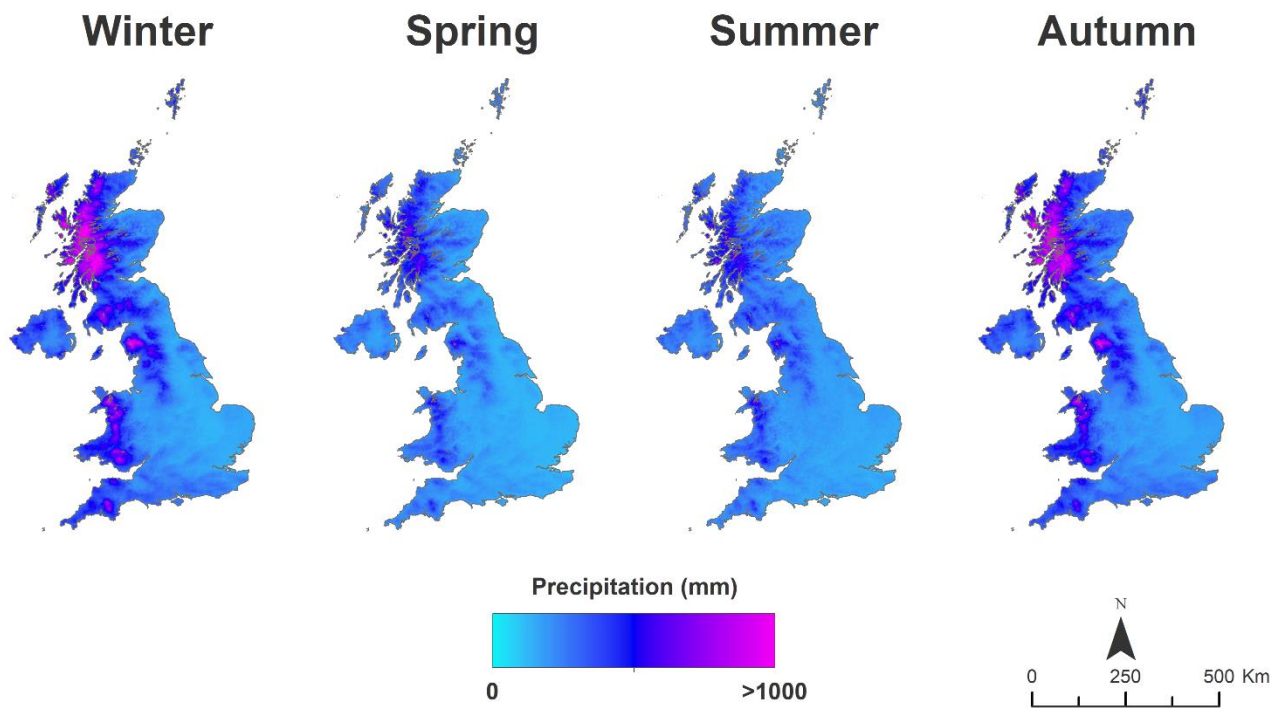 Winter Spring Summer Autumn
Precipitation (mm)
0 >1000
N
0 250 500 Km